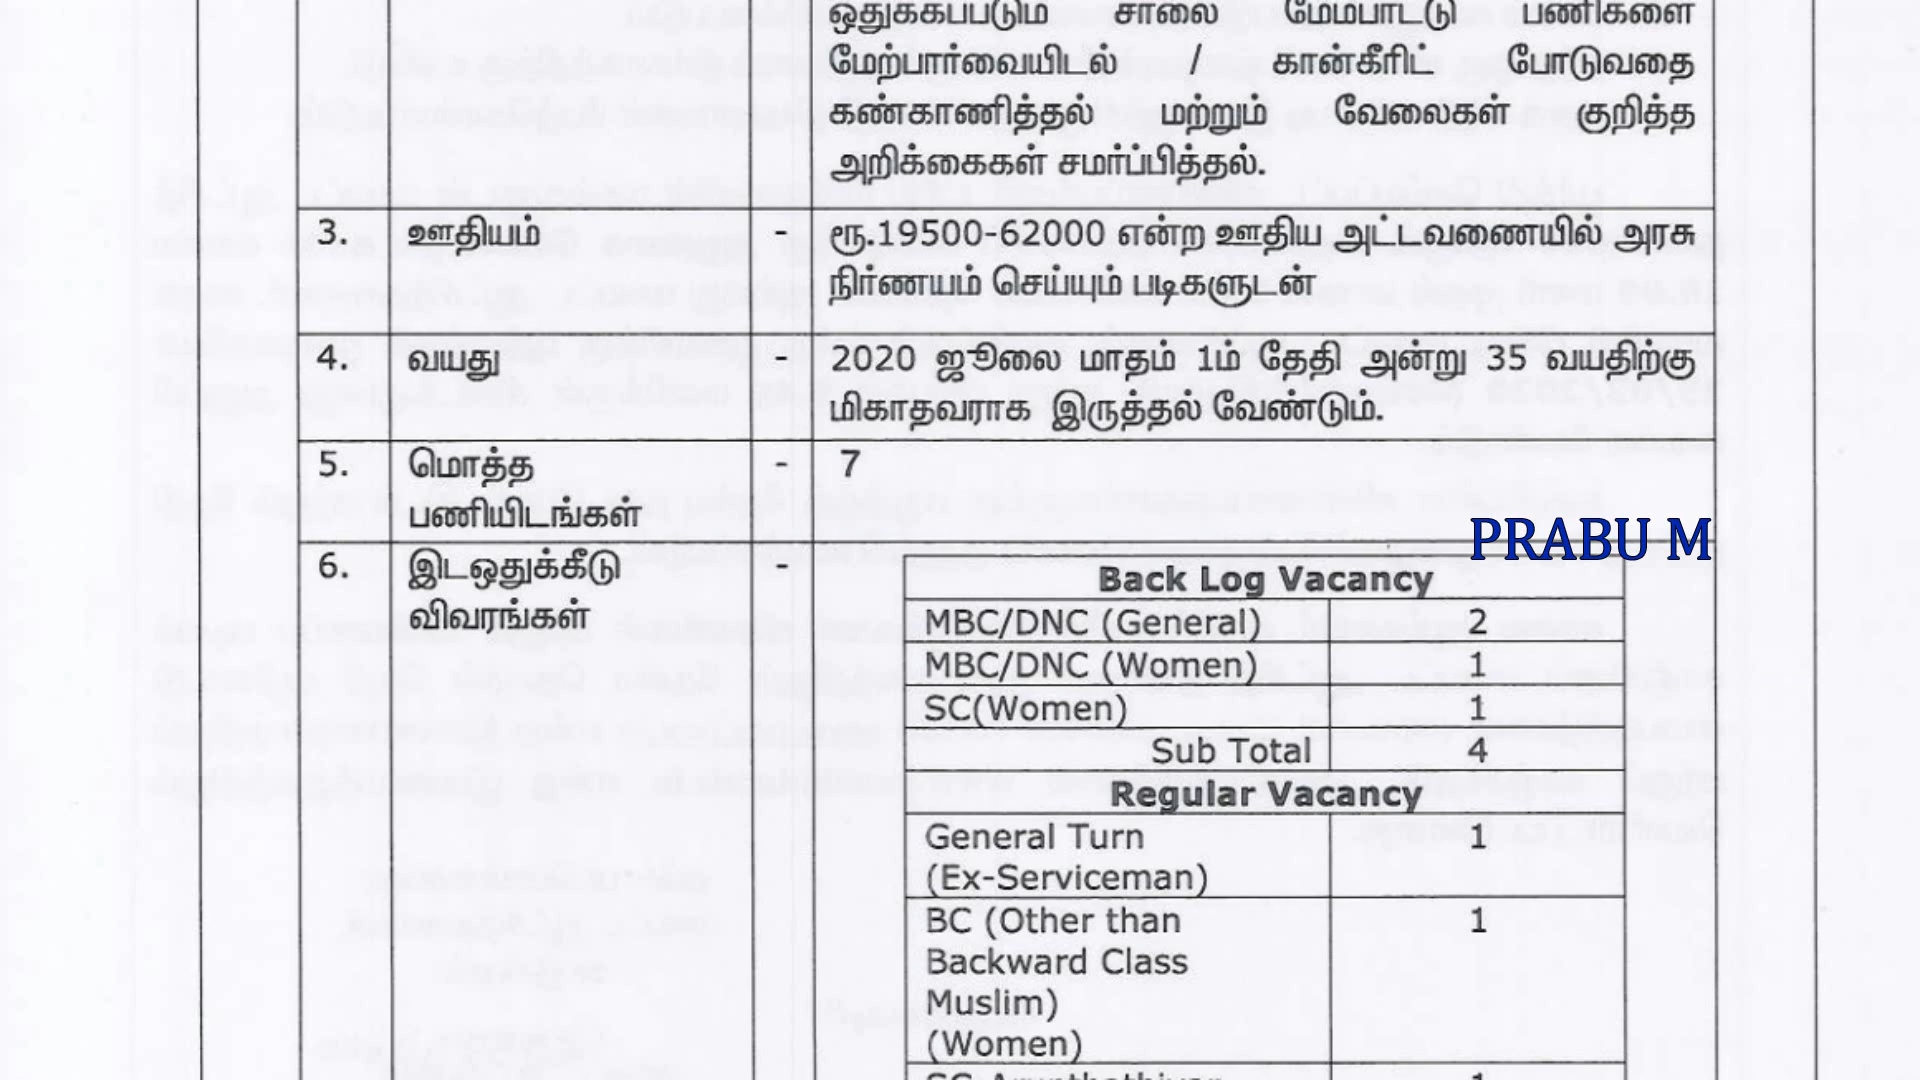 ஒதுக்கப்படும் சாலை மேம்பாட்டு பணிகளை
மேற்பார்வையிடல் / கான்கீரிட் போடுவதை
கண்காணித்தல் மற்றும் வேலைகள் குறித்த
அறிக்கைகள் சமர்ப்பித்தல்.
3. ஊதியம் - ரூ.19500-62000 என்ற ஊதிய அட்டவணையில் அரசு
நிர்ணயம் செய்யும் படிகளுடன்
4. வயது - 2020 ஜூலை மாதம் 1ம் தேதி அன்று 35 வயதிற்கு
மிகாதவராக இருத்தல் வேண்டும்.
5. மொத்த - 7
பணியிடங்கள்
PRABU M
6. இடஒதுக்கீடு -
விவரங்கள்
Back Log Vacancy
MBC/DNC (General) 2
MBC/DNC (Women) 1
SC(Women) 1
Sub Total 4
Regular Vacancy
General Turn 1
(Ex-Serviceman)
BC (Other than 1
Backward Class
Muslim)
(Women)